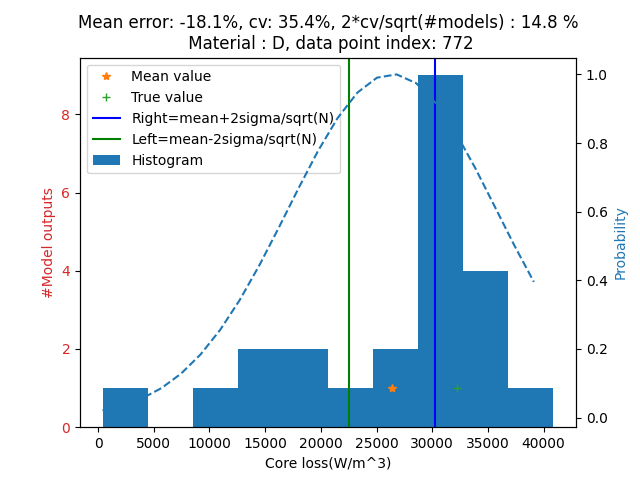 Mean error: -18.1%, cv: 35.4%, 2*cv/sqrt(#models) : 14.8 %
Material : D, data point index: 772
Mean value
True value
Right=mean+2sigma/sqrt(N)
Left=mean-2sigma/sqrt(N)
Histogram
#Model outputs
0
2
4
6
8
Probability
0.0
0.2
0.4
0.6
0.8
1.0
0 5000 10000 15000 20000 25000 30000 35000 40000
Core loss(W/m^3)